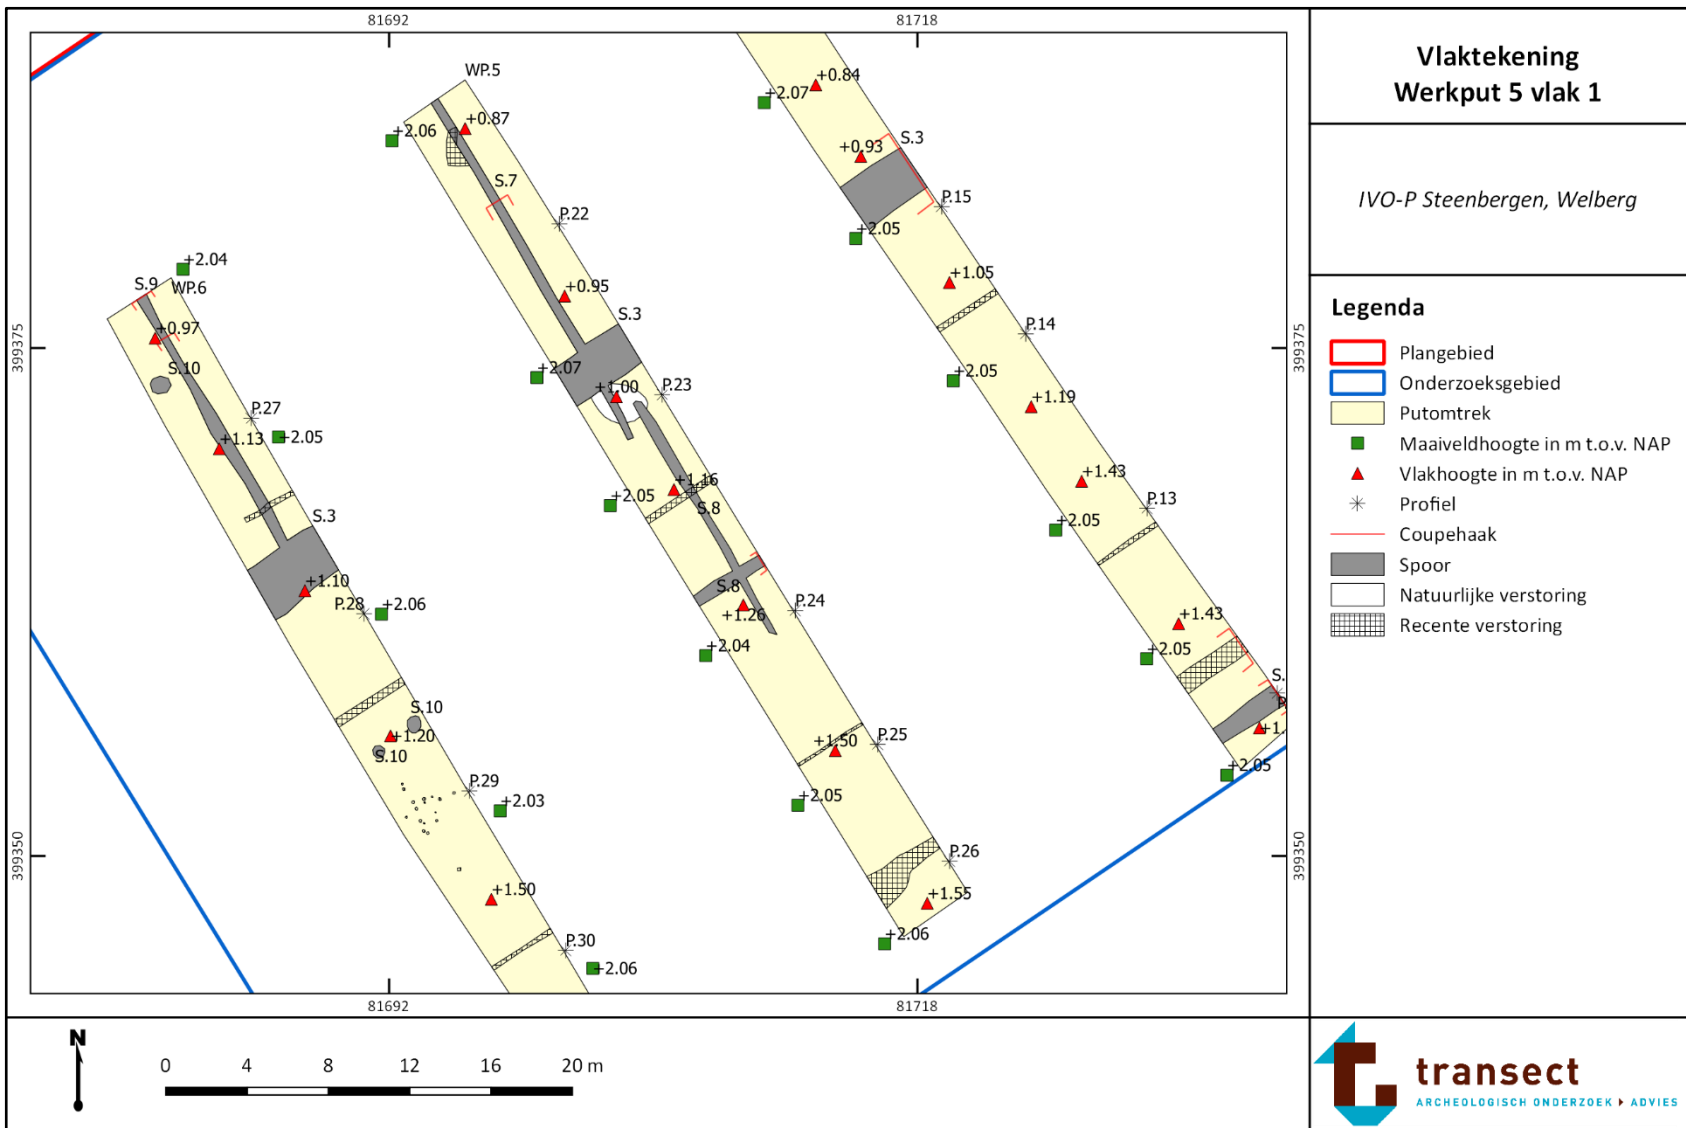 81692
81718
WP.5
+0.87
+2.06
S.7
P.22
+2.04
S.9
WP.6
+0.97
S.10
+0.95
S.3
+2.07
+1.00
P.23
P.27
+2.05
+1.13
S.3
+1.16
S.8
+2.05
+1.10
P.28
+2.06
S.8
+1.26
P.24
+2.04
S.10
+1.20
S.10
P.29
+2.03
+1.50
P.25
+2.05
+1.50
P.30
+2.06
P.26
+1.55
+2.06
+0.84
+2.07
+0.93
S.3
P.15
+2.05
+1.05
P.14
+2.05
+1.19
+1.43
P.13
+2.05
+1.43
+2.05
+2.05
399375
399375
399350
399350
81692
81718
Vlaktekening
Werkput 5 vlak 1
IVO-P Steenbergen, Welberg
Legenda
Plangebied
Onderzoeksgebied
Putomtrek
Maaiveldhoogte in m t.o.v. NAP
Vlakhoogte in m t.o.v. NAP
Profiel
Coupehaak
Spoor
Natuurlijke verstoring
Recente verstoring
N
0 4 8 12 16 20 m
transect
ARCHEOLOGISCH ONDERZOEK ▸ ADVIES